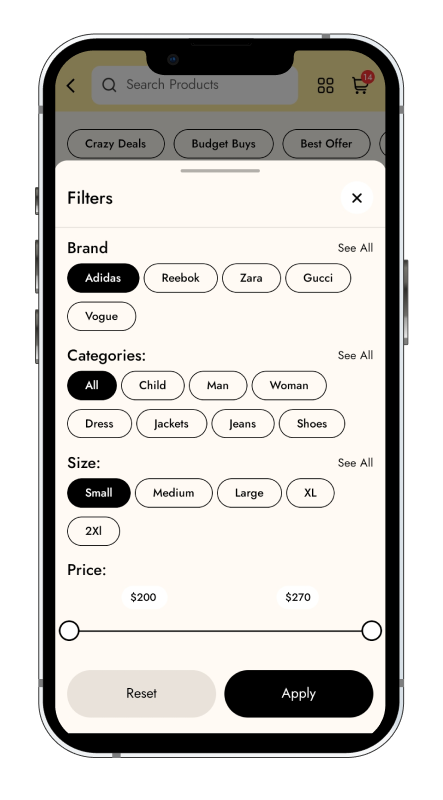 Search Products
14
Crazy Deals Budget Buys Best Offer
Filters
Brand See All
Adidas Reebok Zara Gucci
Vogue
Categories: See All
All Child Man Woman
Dress Jackets Jeans Shoes
Size: See All
Small Medium Large XL
2Xl
Price:
$200 $270
Reset Apply